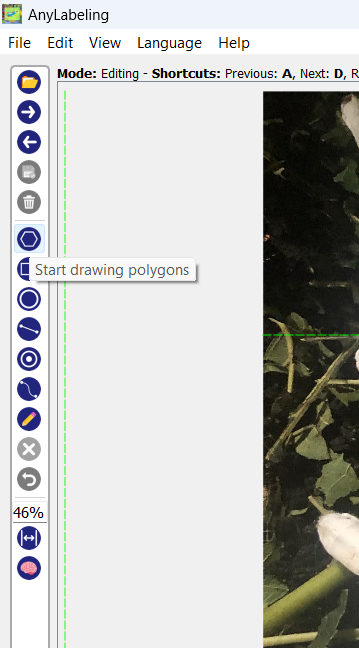 AnyLabeling
File Edit View Language Help
Mode: Editing - Shortcuts: Previous: A, Next: D, R
Start drawing polygons
46%